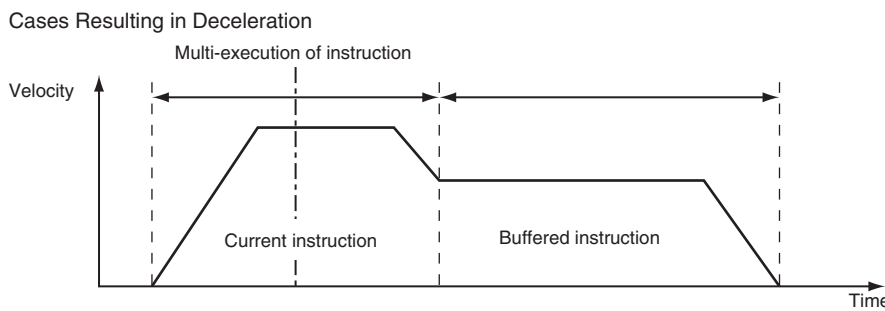 Cases Resulting in Deceleration
Multi-execution of instruction
Velocity
Current instruction
Buffered instruction
Time